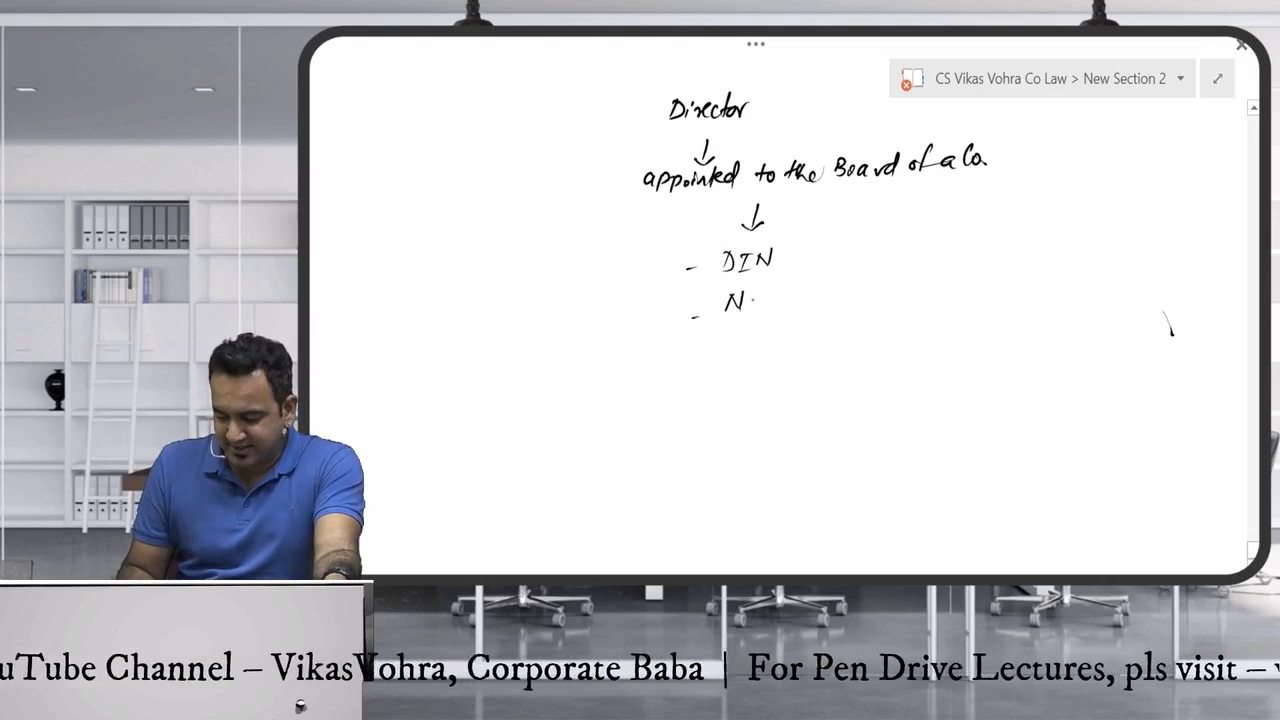 CS Vikas Vohra Co Law > New Section 2
Director
appointed to the Board of a Co.
- DIN
- N
uTube Channel – VikasVohra, Corporate Baba | For Pen Drive Lectures, pls visit –